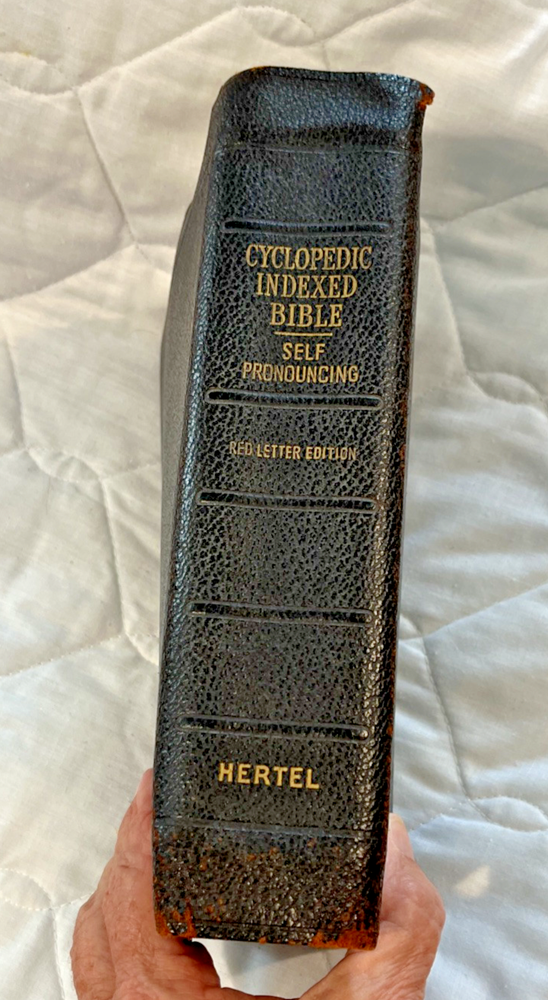 CYCLOPEDIC
INDEXED
BIBLE
SELF
PRONOUNCING
RED LETTER EDITION
HERTEL